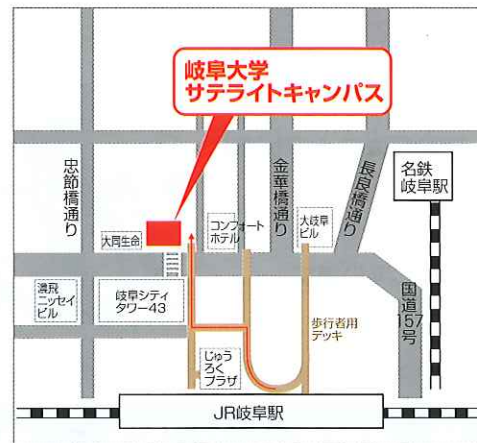 岐阜大学
サテライトキャンパス
忠節橋通り
金華橋通り
長良橋通り
名鉄
岐阜駅
大同生命
コンフォート
ホテル
大岐阜
ビル
濃飛
ニッセイ
ビル
岐阜シティ
タワー43
国道157号
歩行者用
デッキ
じゅう
ろく
プラザ
JR岐阜駅